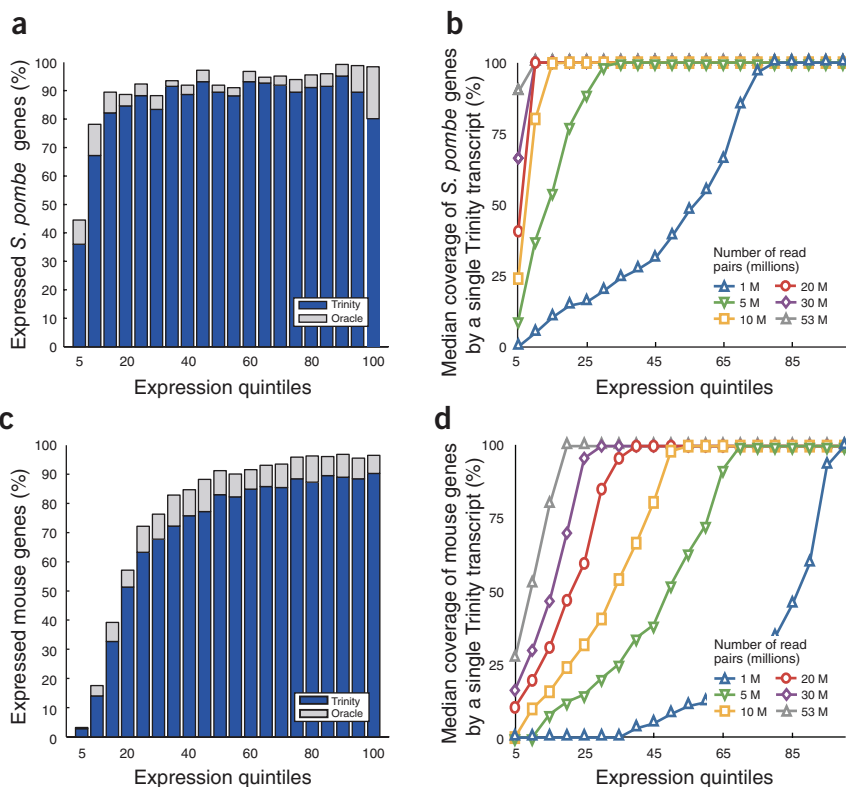 a
Expressed S. pombe genes (%)
100
90
80
70
60
50
40
30
20
10
0
Trinity
Oracle
5
20
40
60
80
100
Expression quintiles
b
Median coverage of S. pombe genes
by a single Trinity transcript (%)
100
75
50
25
0
Number of read
pairs (millions)
1 M
20 M
5 M
30 M
10 M
53 M
5
25
45
65
85
Expression quintiles
c
Expressed mouse genes (%)
100
90
80
70
60
50
40
30
20
10
0
Trinity
Oracle
5
20
40
60
80
100
Expression quintiles
d
Median coverage of mouse genes
by a single Trinity transcript (%)
100
75
50
25
0
Number of read
pairs (millions)
1 M
20 M
5 M
30 M
10 M
53 M
5
25
45
65
85
Expression quintiles